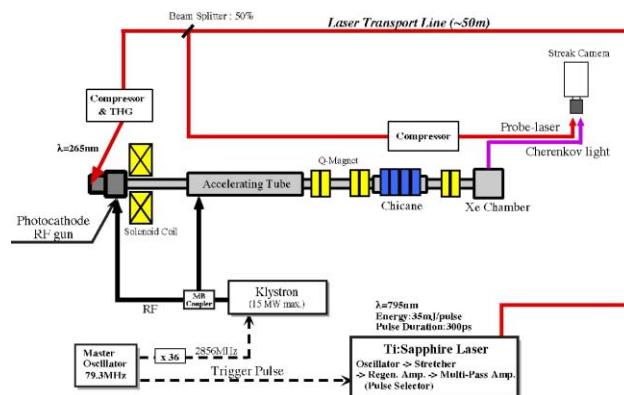 Beam Splitter : 50%
Laser Transport Line (~50m)
Streak Camera
Compressor
& THG
Compressor
Probe-laser
λ=265nm
Cherenkov light
Q-Magnet
Accelerating Tube
Chicane
Xe Chamber
Photocathode
RF gun
Solenoid Coil
3dB
Coupler
RF
Klystron
(15 MW max.)
λ=795nm
Energy:35mJ/pulse
Pulse Duration:300ps
2856MHz
x 36
Master
Oscillator
79.3MHz
Trigger Pulse
Ti:Sapphire Laser
Oscillator -> Stretcher
-> Regen. Amp. -> Multi-Pass Amp.
(Pulse Selector)